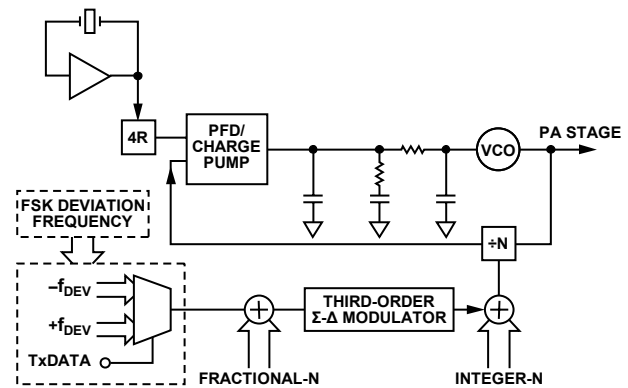 4R
PFD/
CHARGE
PUMP
VCO
PA STAGE
FSK DEVIATION
FREQUENCY
÷N
–fDEV
+fDEV
TxDATA
THIRD-ORDER
Σ-Δ MODULATOR
FRACTIONAL-N
INTEGER-N